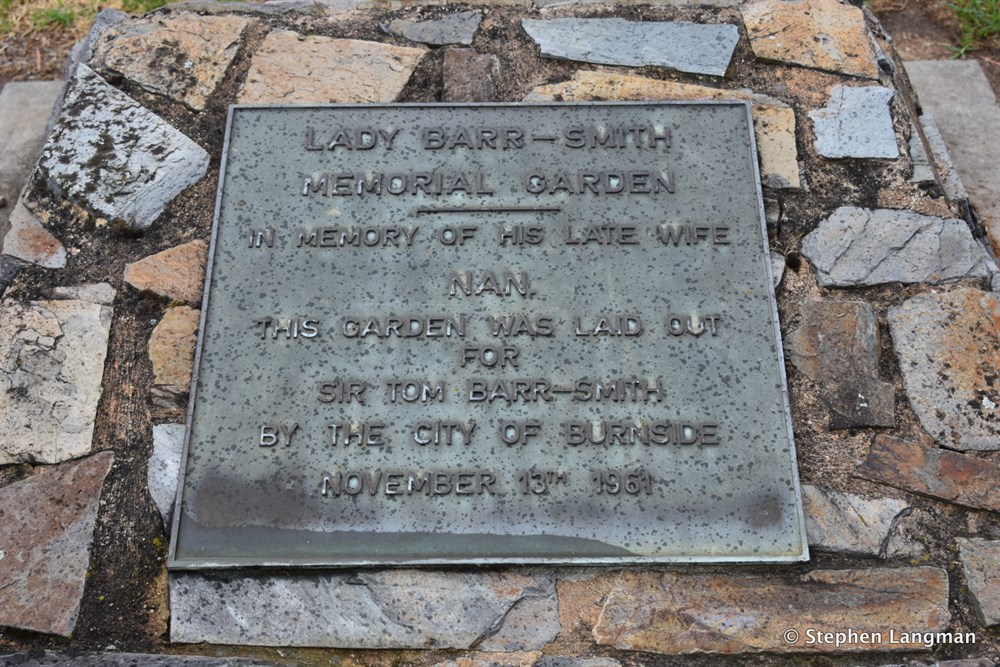 LADY BARR-SMITH
MEMORIAL GARDEN
IN MEMORY OF HIS LATE WIFE
NAN.
THIS GARDEN WAS LAID OUT
FOR
SIR TOM BARR-SMITH
BY THE CITY OF BURNSIDE
NOVEMBER 13TH 1961
© Stephen Langman